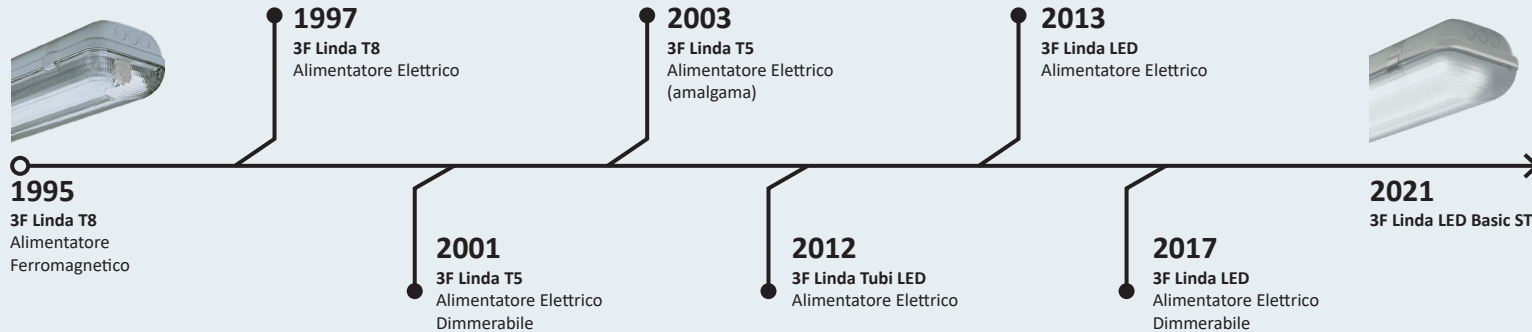 1997
3F Linda T8
Alimentatore Elettrico
2003
3F Linda T5
Alimentatore Elettrico
(amalgama)
2013
3F Linda LED
Alimentatore Elettrico
1995
3F Linda T8
Alimentatore
Ferromagnetico
2001
3F Linda T5
Alimentatore Elettrico
Dimmerabile
2012
3F Linda Tubi LED
Alimentatore Elettrico
2017
3F Linda LED
Alimentatore Elettrico
Dimmerabile
2021
3F Linda LED Basic ST